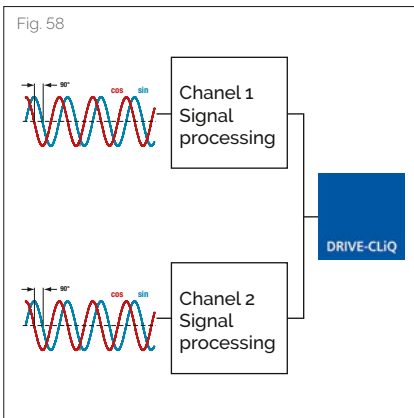 Fig. 58
90°
cos sin
Chanel 1
Signal
processing
DRIVE-CLiQ
90°
cos sin
Chanel 2
Signal
processing